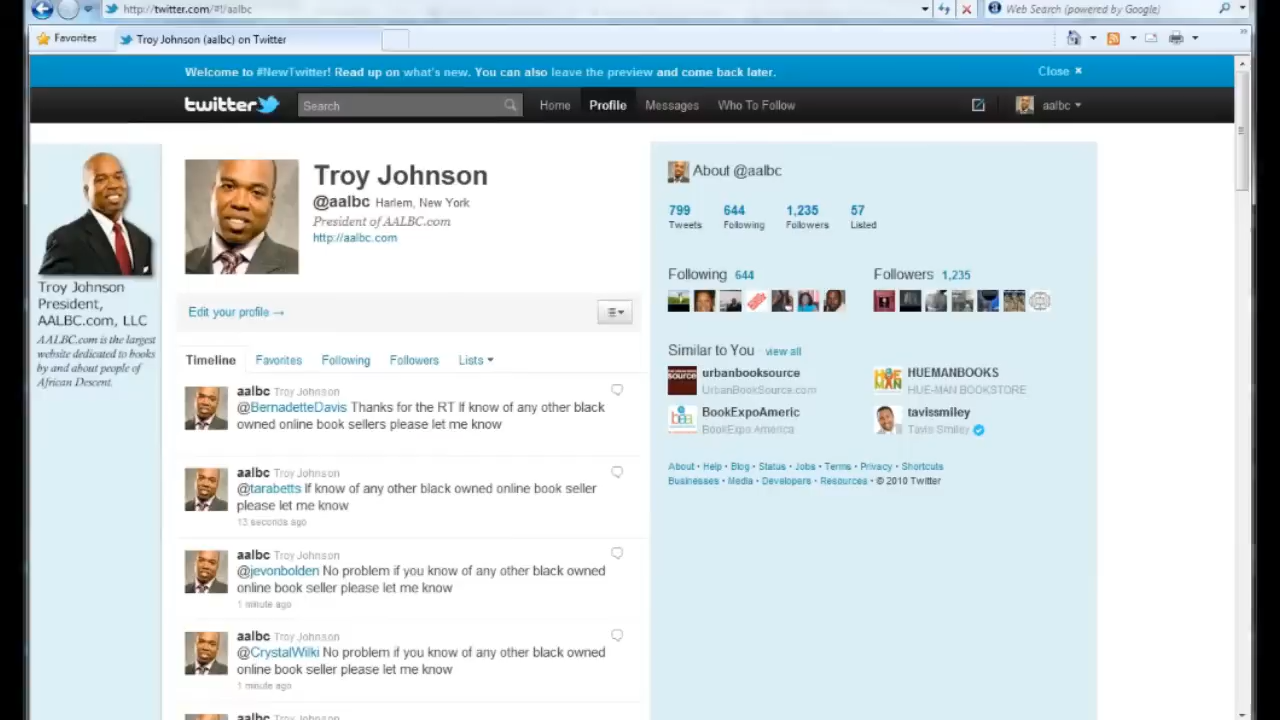 http://twitter.com/#!/aalbc
Web Search (powered by Google)
Favorites
Troy Johnson (aalbc) on Twitter
Welcome to #NewTwitter! Read up on what's new. You can also leave the preview and come back later.
Close ×
twitter
Search
Home
Profile
Messages
Who To Follow
aalbc
Troy Johnson
President,
AALBC.com, LLC
AALBC.com is the largest
website dedicated to books
by and about people of
African Descent.
Troy Johnson
@aalbc Harlem, New York
President of AALBC.com
http://aalbc.com
Edit your profile →
Timeline
Favorites
Following
Followers
Lists
aalbc Troy Johnson
@BernadetteDavis Thanks for the RT If know of any other black
owned online book sellers please let me know
aalbc Troy Johnson
@tarabetts If know of any other black owned online book seller
please let me know
13 seconds ago
aalbc Troy Johnson
@jevonbolden No problem if you know of any other black owned
online book seller please let me know
1 minute ago
aalbc Troy Johnson
@CrystalWilki No problem if you know of any other black owned
online book seller please let me know
1 minute ago
aalbc Troy Johnson
About @aalbc
799 644 1,235 57
Tweets Following Followers Listed
Following 644
Followers 1,235
Similar to You view all
source
urbanbooksource
UrbanBookSource.com
HUEMANBOOKS
HUE-MAN BOOKSTORE
bea
BookExpoAmeric
BookExpo America
tavissmiley
Tavis Smiley
About · Help · Blog · Status · Jobs · Terms · Privacy · Shortcuts
Businesses · Media · Developers · Resources · © 2010 Twitter